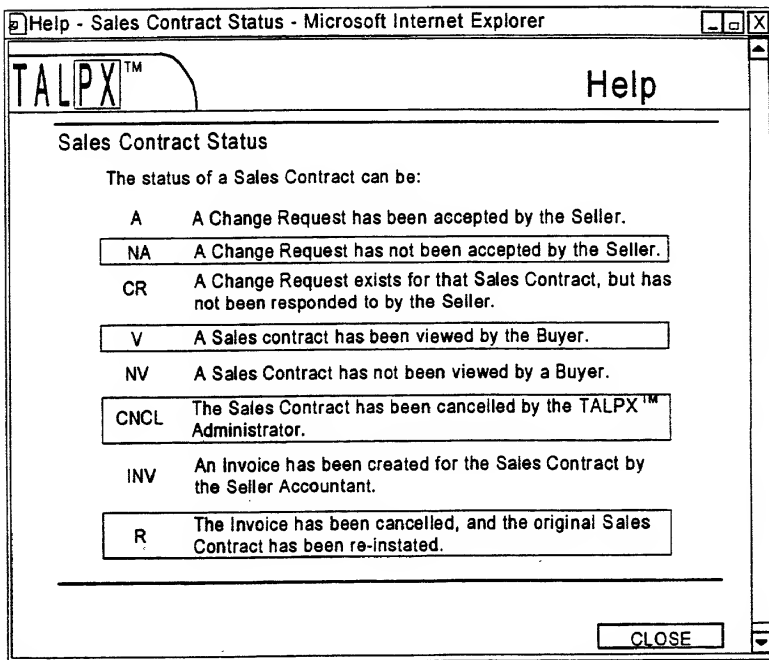 Help - Sales Contract Status - Microsoft Internet Explorer
TALPX™
Help
Sales Contract Status
The status of a Sales Contract can be:
A A Change Request has been accepted by the Seller.
NA A Change Request has not been accepted by the Seller.
CR A Change Request exists for that Sales Contract, but has
not been responded to by the Seller.
V A Sales contract has been viewed by the Buyer.
NV A Sales Contract has not been viewed by a Buyer.
CNCL The Sales Contract has been cancelled by the TALPX™
Administrator.
INV An Invoice has been created for the Sales Contract by
the Seller Accountant.
R The Invoice has been cancelled, and the original Sales
Contract has been re-instated.
CLOSE